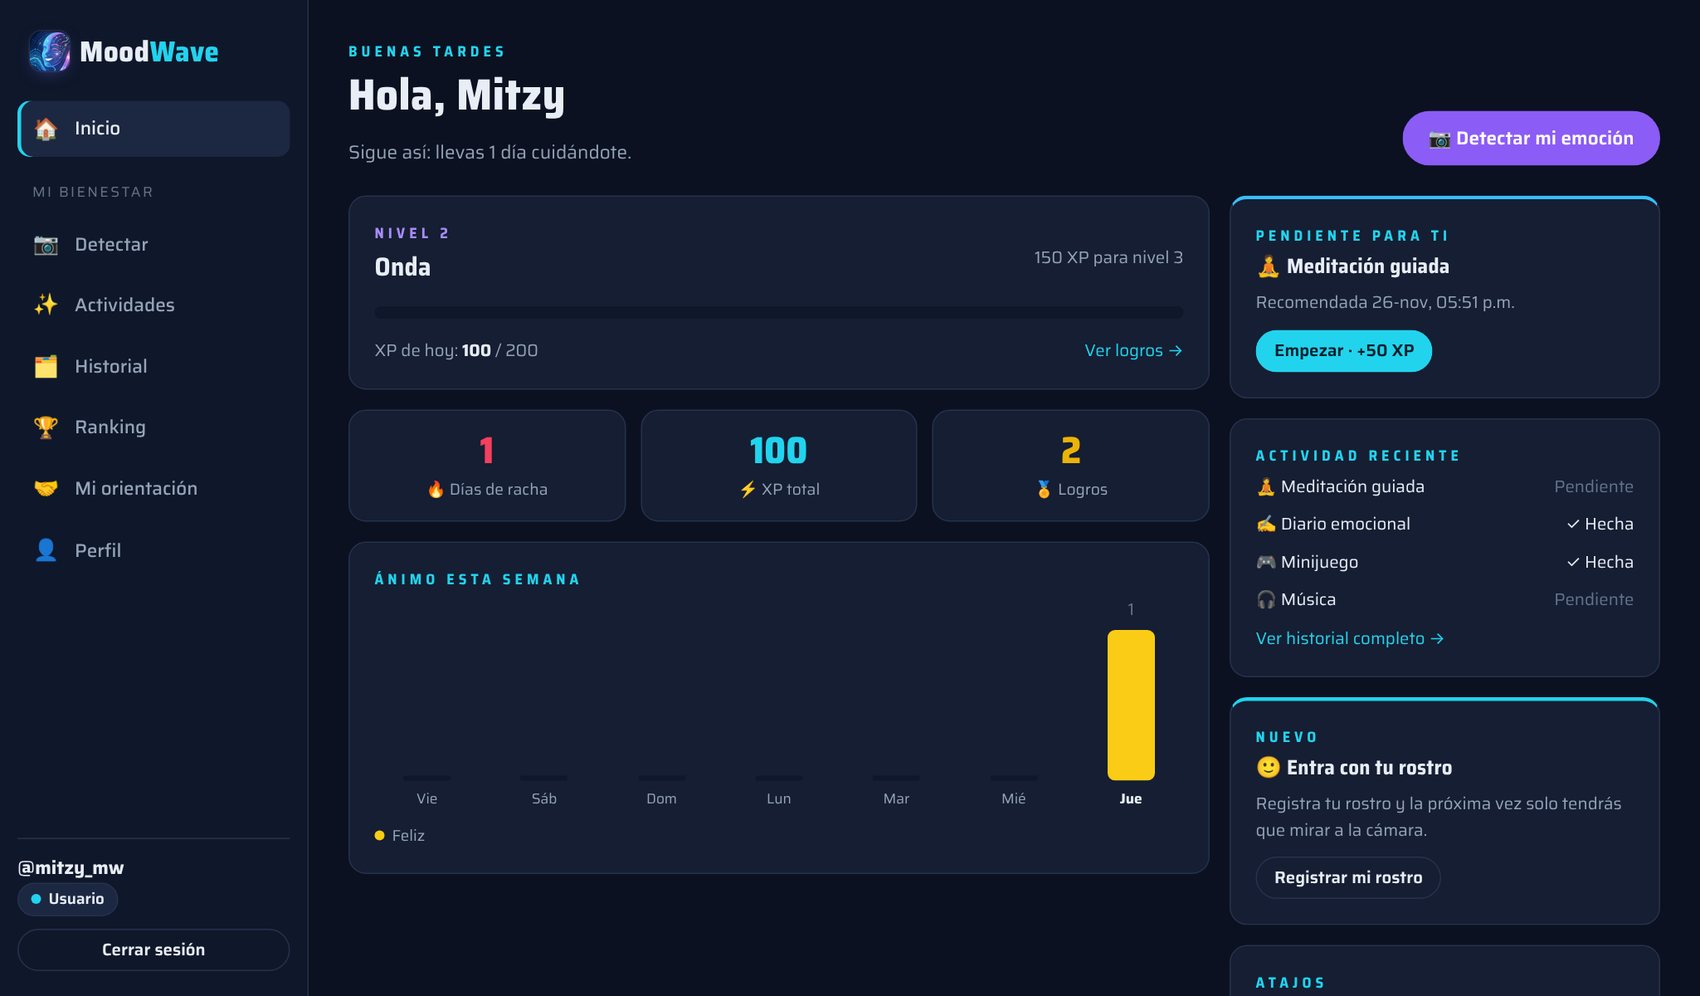 MoodWave
Inicio
MI BIENESTAR
Detectar
Actividades
Historial
Ranking
Mi orientación
Perfil
@mitzy_mw
Usuario
Cerrar sesión
BUENAS TARDES
Hola, Mitzy
Sigue así: llevas 1 día cuidándote.
Detectar mi emoción
NIVEL 2
Onda
150 XP para nivel 3
XP de hoy: 100 / 200
Ver logros →
1
Días de racha
100
XP total
2
Logros
ÁNIMO ESTA SEMANA
1
Vie Sáb Dom Lun Mar Mié Jue
Feliz
PENDIENTE PARA TI
Meditación guiada
Recomendada 26-nov, 05:51 p.m.
Empezar · +50 XP
ACTIVIDAD RECIENTE
Meditación guiada Pendiente
Diario emocional ✓ Hecha
Minijuego ✓ Hecha
Música Pendiente
Ver historial completo →
NUEVO
Entra con tu rostro
Registra tu rostro y la próxima vez solo tendrás
que mirar a la cámara.
Registrar mi rostro
ATAJOS